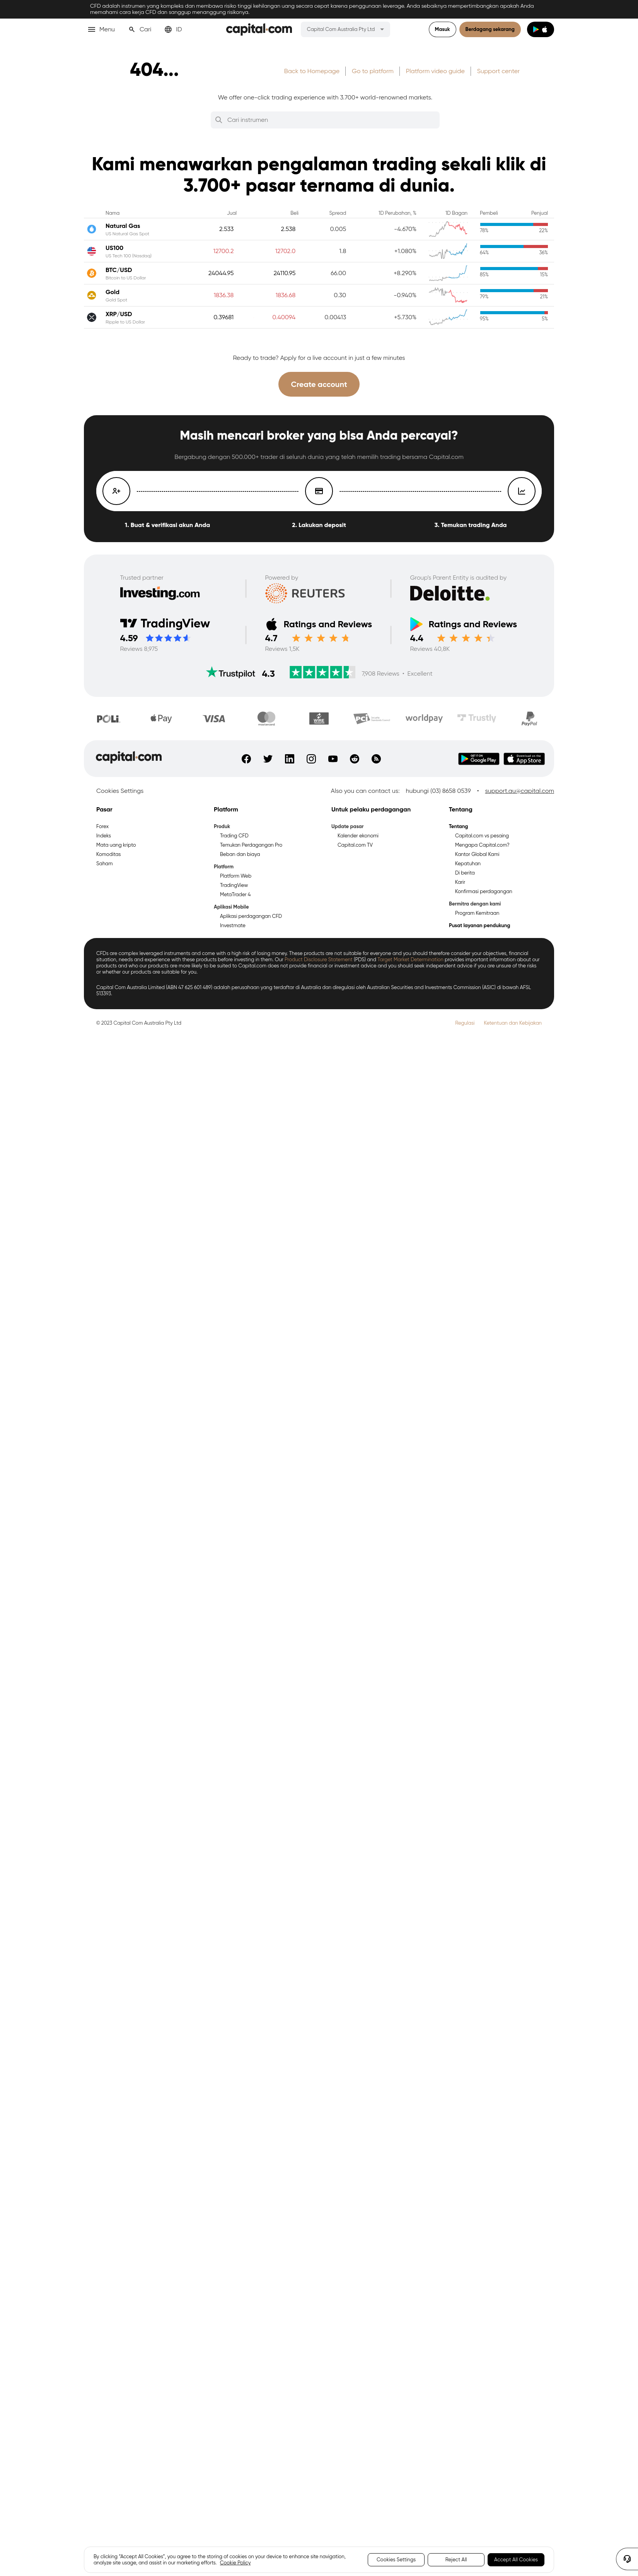 CFD adalah instrumen yang kompleks dan membawa risiko tinggi kehilangan uang secara cepat karena penggunaan leverage. Anda sebaiknya mempertimbangkan apakah Anda
memahami cara kerja CFD dan sanggup menanggung risikonya.
Menu Cari ID capital.com Capital Com Australia Pty Ltd Masuk Berdagang sekarang
404...
Back to Homepage Go to platform Platform video guide Support center
We offer one-click trading experience with 3.700+ world-renowned markets.
Cari instrumen
Kami menawarkan pengalaman trading sekali klik di
3.700+ pasar ternama di dunia.
Nama Jual Beli Spread 1D Perubahan, % 1D Bagan Pembeli Penjual
Natural Gas 2.533 2.538 0.005 -4.670% 78% 22%
US Natural Gas Spot
US100 12700.2 12702.0 1.8 +1.080% 64% 36%
US Tech 100 (Nasdaq)
BTC/USD 24044.95 24110.95 66.00 +8.290% 85% 15%
Bitcoin to US Dollar
Gold 1836.38 1836.68 0.30 -0.940% 79% 21%
Gold Spot
XRP/USD 0.39681 0.40094 0.00413 +5.730% 95% 5%
Ripple to US Dollar
Ready to trade? Apply for a live account in just a few minutes
Create account
Masih mencari broker yang bisa Anda percayai?
Bergabung dengan 500.000+ trader di seluruh dunia yang telah memilih trading bersama Capital.com
1. Buat & verifikasi akun Anda 2. Lakukan deposit 3. Temukan trading Anda
Trusted partner Powered by Group's Parent Entity is audited by
Investing.com REUTERS Deloitte.
TradingView Ratings and Reviews Ratings and Reviews
4.59 4.7 4.4
Reviews 8,975 Reviews 1,5K Reviews 40,8K
Trustpilot 4.3 7,908 Reviews • Excellent
POLi Pay VISA PCI worldpay Trustly PayPal
capital.com GET IT ON Google Play Download on the App Store
Cookies Settings Also you can contact us: hubungi (03) 8658 0539 • support.au@capital.com
Pasar
Forex
Indeks
Mata uang kripto
Komoditas
Saham
Platform
Produk
Trading CFD
Temukan Perdagangan Pro
Beban dan biaya
Platform
Platform Web
TradingView
MetaTrader 4
Aplikasi Mobile
Aplikasi perdagangan CFD
Investmate
Untuk pelaku perdagangan
Update pasar
Kalender ekonomi
Capital.com TV
Tentang
Tentang
Capital.com vs pesaing
Mengapa Capital.com?
Kantor Global Kami
Kepatuhan
Di berita
Karir
Konfirmasi perdagangan
Bermitra dengan kami
Program Kemitraan
Pusat layanan pendukung
CFDs are complex leveraged instruments and come with a high risk of losing money. These products are not suitable for everyone and you should therefore consider your objectives, financial
situation, needs and experience with these products before investing in them. Our Product Disclosure Statement (PDS) and Target Market Determination provides important information about our
products and who our products are more likely to be suited to Capital.com does not provide financial or investment advice and you should seek independent advice if you are unsure of the risks
or whether our products are suitable for you.
Capital Com Australia Limited (ABN 47 625 601 489) adalah perusahaan yang terdaftar di Australia dan diregulasi oleh Australian Securities and Investments Commission (ASIC) di bawah AFSL
513393.
© 2023 Capital Com Australia Pty Ltd Regulasi Ketentuan dan Kebijakan
By clicking “Accept All Cookies”, you agree to the storing of cookies on your device to enhance site navigation,
analyze site usage, and assist in our marketing efforts. Cookie Policy
Cookies Settings Reject All Accept All Cookies